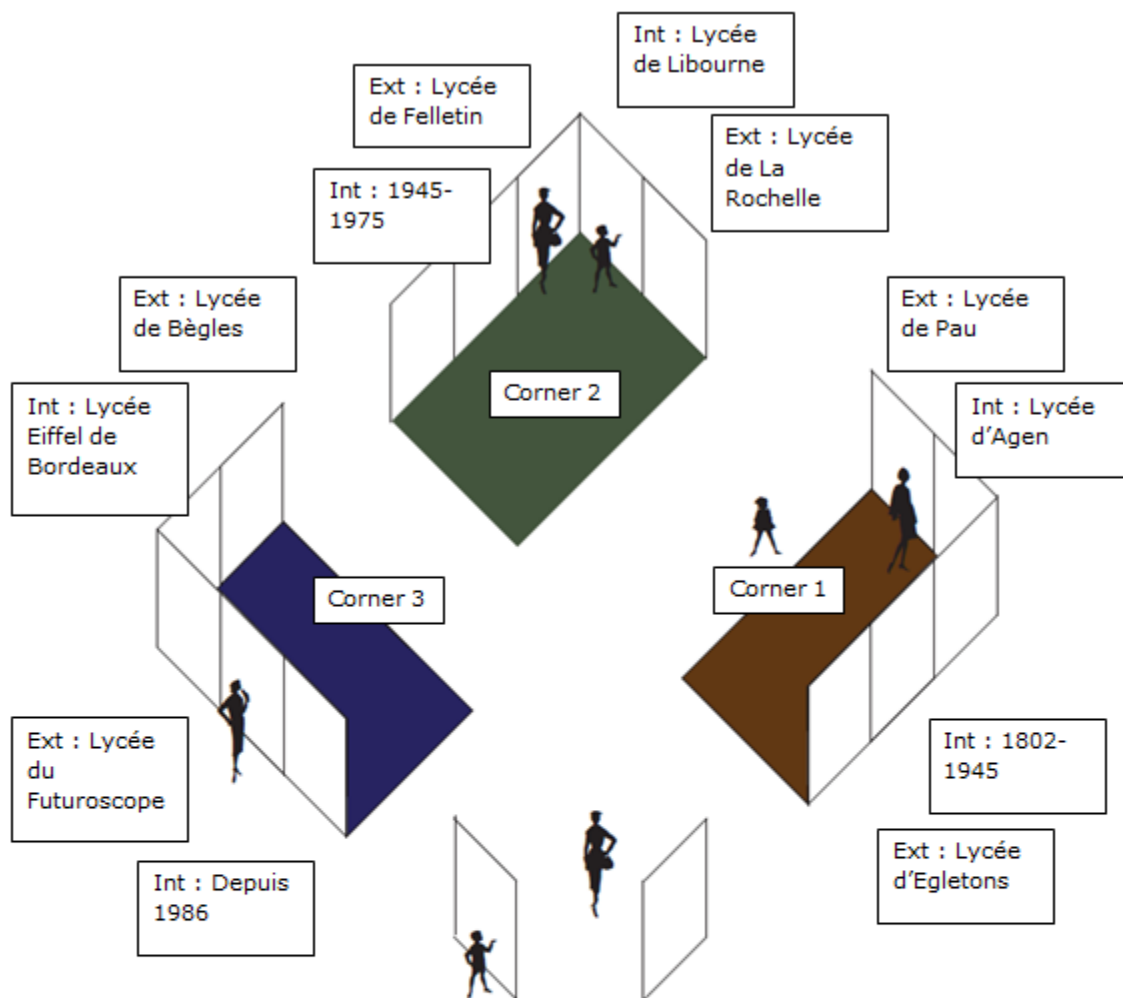 Int : Lycée
de Libourne
Ext : Lycée
de Felletin
Ext : Lycée
de La
Rochelle
Int : 1945-
1975
Ext : Lycée
de Bègles
Ext : Lycée
de Pau
Int : Lycée
Eiffel de
Bordeaux
Corner 2
Int : Lycée
d’Agen
Corner 3
Corner 1
Ext : Lycée
du
Futuroscope
Int : 1802-
1945
Int : Depuis
1986
Ext : Lycée
d’Egletons